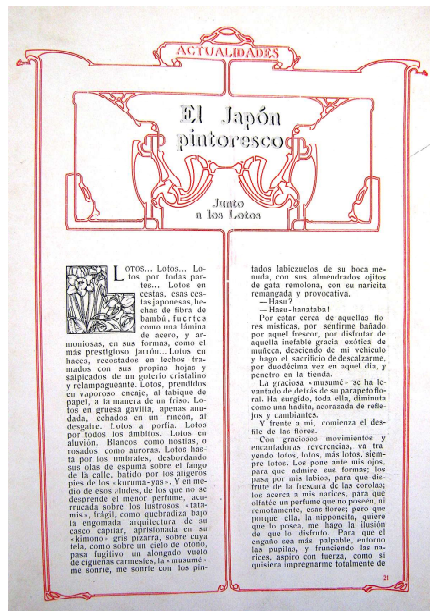 ACTUALIDADES
El Japón
pintoresco
Junto
a los Lotos
LOTOS... Lotos... Lo-
tos por todas par-
tes... Lotos en
cestas, esas ces-
tas japonesas, he-
chas de fibra de
bambú, fuertes
como una lámina
de acero, y ar-
moniosas, en sus formas, como el
más prestigioso jarrón... Lotos en
haces, recostados en lechos tra-
mados con sus propias hojas y
salpicados de un goterio cristalino
y relampagueante. Lotos, prendidos
en vaporoso encaje, al tabique de
papel, a la manera de un friso. Lo-
tos en gruesa gavilla, apenas anu-
dada, echados en un rincón, al
desgaire. Lotos a porfía. Lotos
por todos los ámbitos. Lotos en
aluvión. Blancos como hostias, o
rosados como auroras. Lotos has-
ta por los umbrales, desbordando
sus olas de espuma sobre el fango
de la calle, batido por los ligeros
pies de los «kuruma-yas». Y en me-
dio de esos aludes, de los que no se
desprende el menor perfume, acu-
rrucada sobre los lustrosos «tata-
mis», frágil, como quebradiza bajo
la engomada arquitectura de su
casco capilar, aprisionada en su
«kimono» gris pizarra, sobre cuya
tela, como sobre un cielo de otoño,
pasa fugitivo un alongado vuelo
de cigüeñas carmesíes, la «musumé»
me sonríe, me sonríe con los pin-
tados labiezuelos de su boca me-
nuda, con sus almendrados ojitos
de gata remolona, con su naricita
remangada y provocativa.
—Hasu?
—Hasu-hanataba!
Por estar cerca de aquellas flo-
res místicas, por sentirme bañado
por aquel frescor, por disfrutar de
aquella inefable gracia exótica de
muñeca, desciendo de mi vehículo
y hago el sacrificio de descalzarme,
por duodécima vez en aquel día, y
penetro en la tienda.
La graciosa «musumé» se ha le-
vantado detrás de su parapeto flo-
ral. Ha surgido, toda ella, diminuta
como una hadita, acorazada de refle-
jos y cambiantes.
Y frente a mí, comienza el des-
file de las flores.
Con graciosos movimientos y
encantadoras reverencias, va tra-
yendo lotos, lotos, más lotos, siem-
pre lotos. Los pone ante mis ojos,
para que admire sus formas; los
pasa por mis labios, para que dis-
frute de la frescura de las corolas;
los acerca a mis narices, para que
olfatée un perfume que no poseen, ni
remotamente, esas flores; pero que
porque ella, la nipponcita, quiere
que lo posea, me hago la ilusión
de que lo disfruto. Para que el
engaño sea más palpable, entorno
las pupilas, y frunciendo las na-
rices, aspiro con fuerza, como si
quisiera impregnarme totalmente de
21